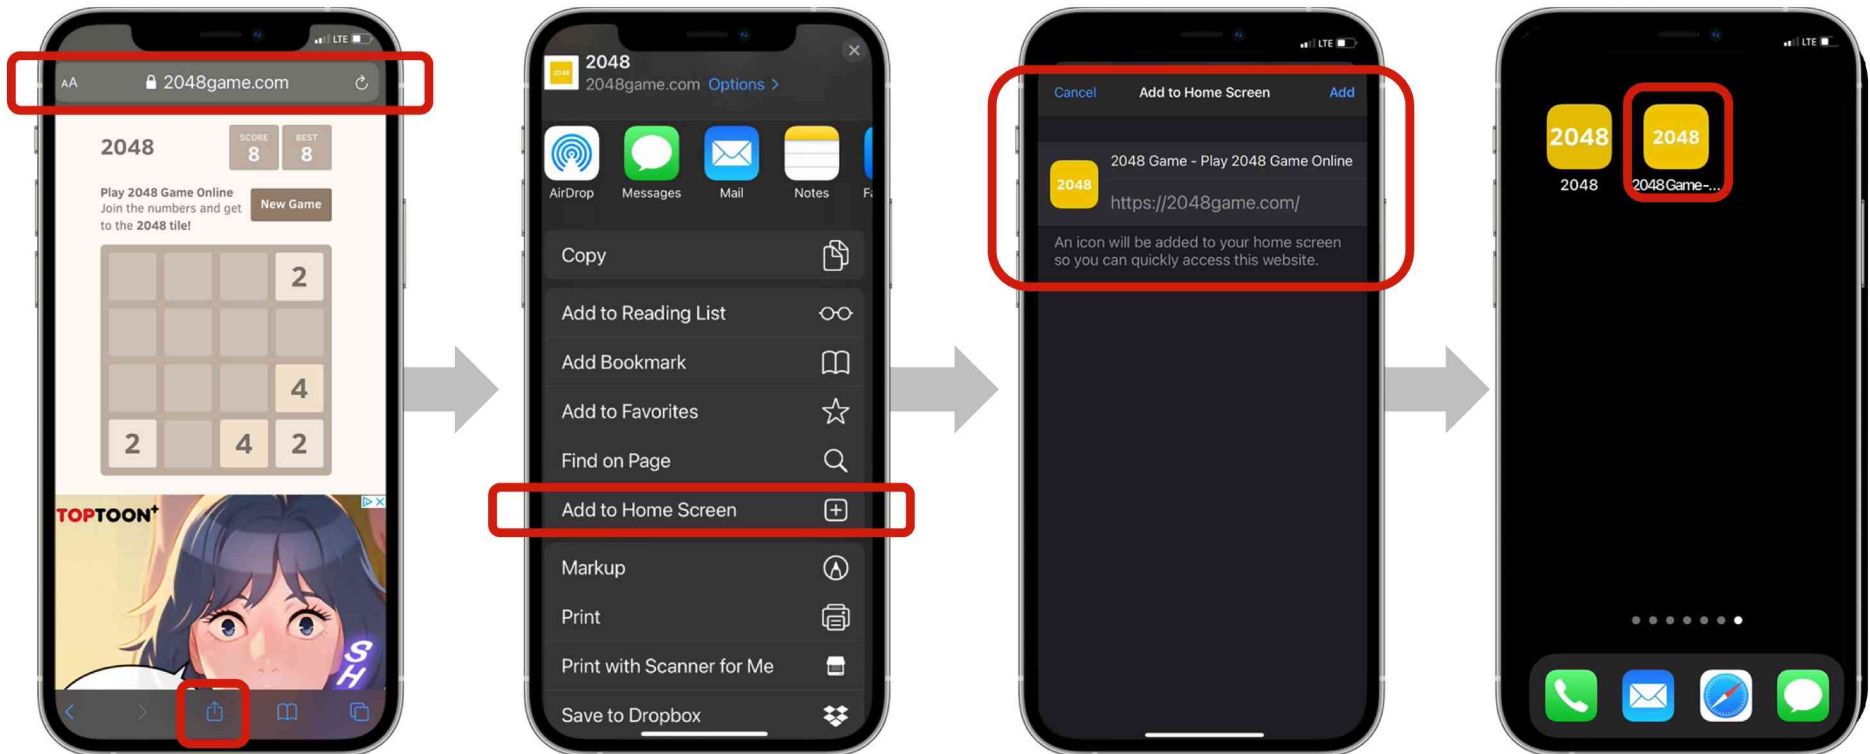 LTE
AA 2048game.com
2048
SCORE
8
BEST
8
Play 2048 Game Online
Join the numbers and get
to the 2048 tile!
New Game
2
4
2 4 2
TOPTOON+
SH
2048
2048game.com Options >
2048
AirDrop Messages Mail Notes
Copy
Add to Reading List
Add Bookmark
Add to Favorites
Find on Page
Add to Home Screen
Markup
Print
Print with Scanner for Me
Save to Dropbox
LTE
Cancel Add to Home Screen Add
2048 Game - Play 2048 Game Online
2048
https://2048game.com/
An icon will be added to your home screen
so you can quickly access this website.
LTE
2048 2048
2048 2048 Game -...